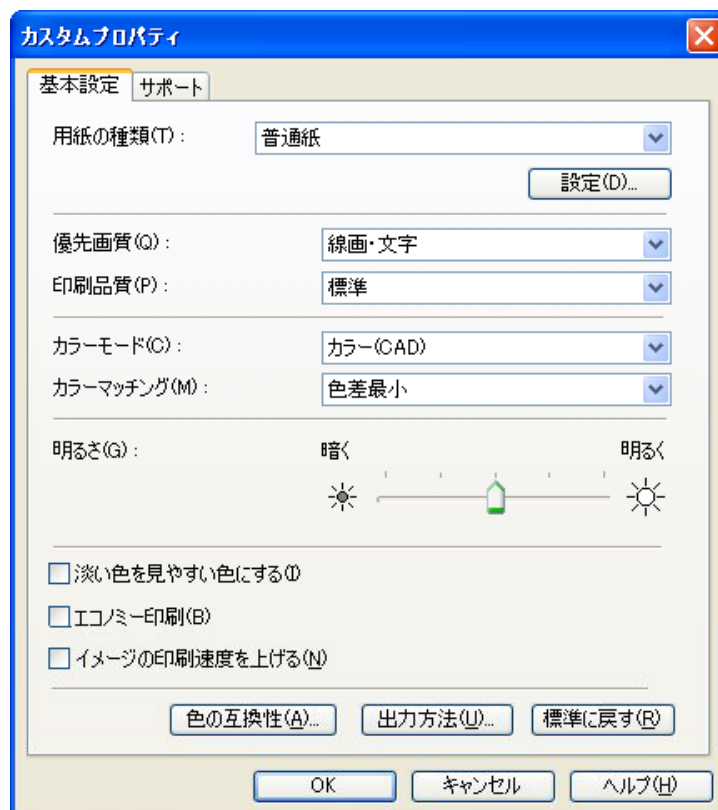 カスタムプロパティ
基本設定 サポート
用紙の種類(T): 普通紙
設定(D)...
優先画質(Q): 線画・文字
印刷品質(P): 標準
カラーモード(C): カラー(CAD)
カラーマッチング(M): 色差最小
明るさ(G): 暗く 明るく
淡い色を見やすい色にする(I)
エコノミー印刷(B)
イメージの印刷速度を上げる(N)
色の互換性(A)... 出力方法(U)... 標準に戻す(R)
OK キャンセル ヘルプ(H)